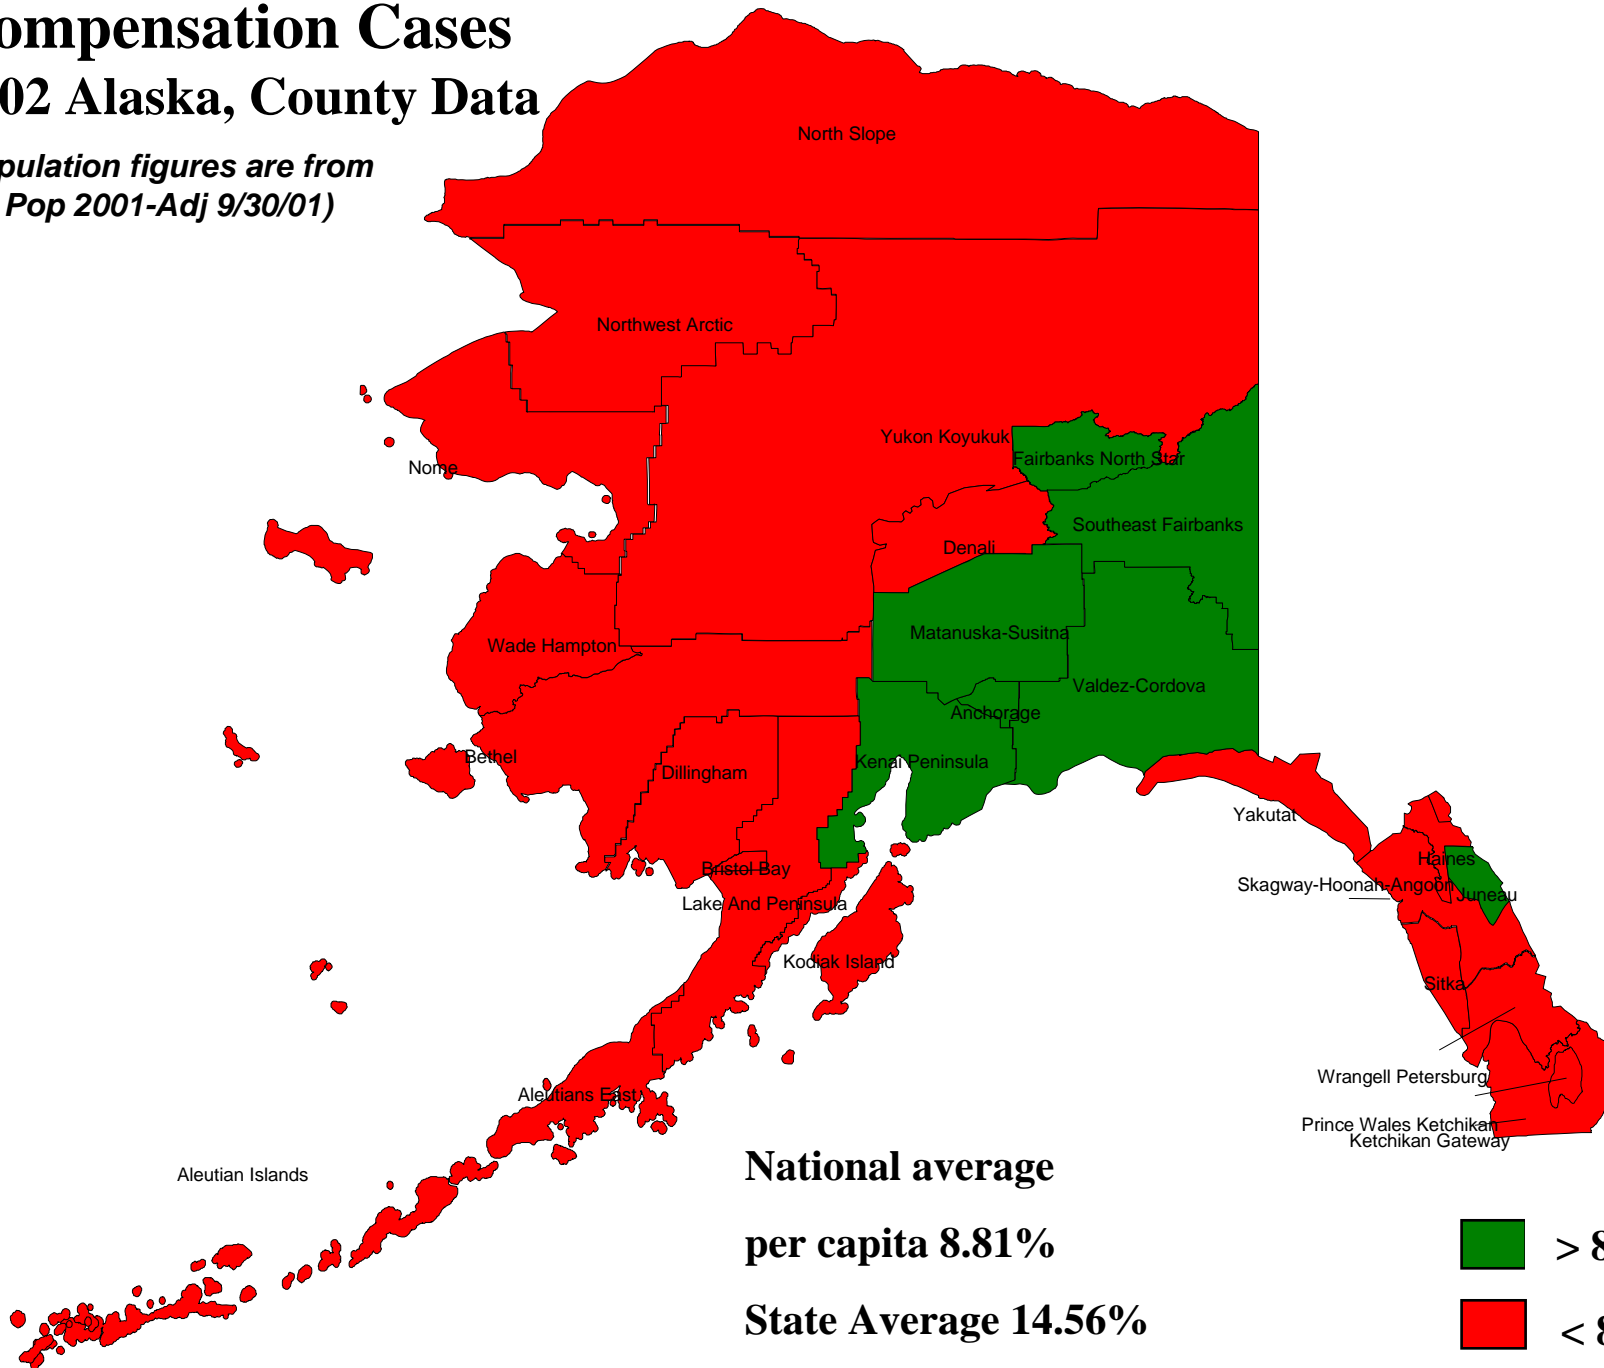 ompensation Cases
02 Alaska, County Data
pulation figures are from
Pop 2001-Adj 9/30/01)
North Slope
Northwest Arctic
Yukon Koyukuk
Fairbanks North Star
Nome
Southeast Fairbanks
Denali
Matanuska-Susitna
Wade Hampton
Valdez-Cordova
Anchorage
Bethel
Kenai Peninsula
Dillingham
Yakutat
Haines
Bristol Bay
Skagway-Hoonah-Angoon
Juneau
Lake And Peninsula
Kodiak Island
Sitka
Wrangell Petersburg
Aleutians East
Prince Wales Ketchikan
Ketchikan Gateway
Aleutian Islands
National average
per capita 8.81%
State Average 14.56%
> 8
< 8